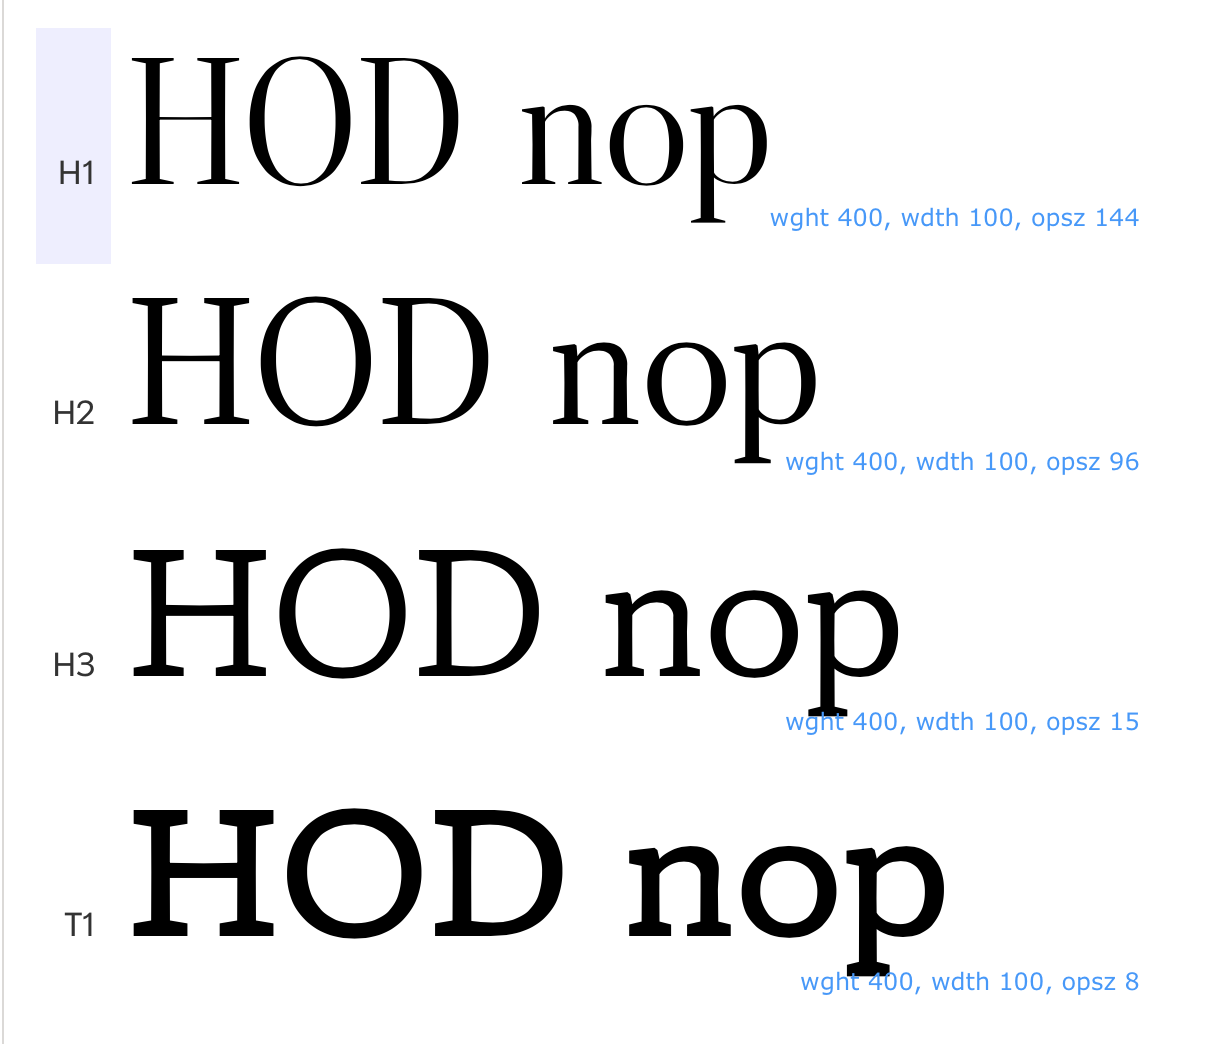 H1 HOD nop
wght 400, wdth 100, opsz 144
H2 HOD nop
wght 400, wdth 100, opsz 96
H3 HOD nop
wght 400, wdth 100, opsz 15
T1 HOD nop
wght 400, wdth 100, opsz 8